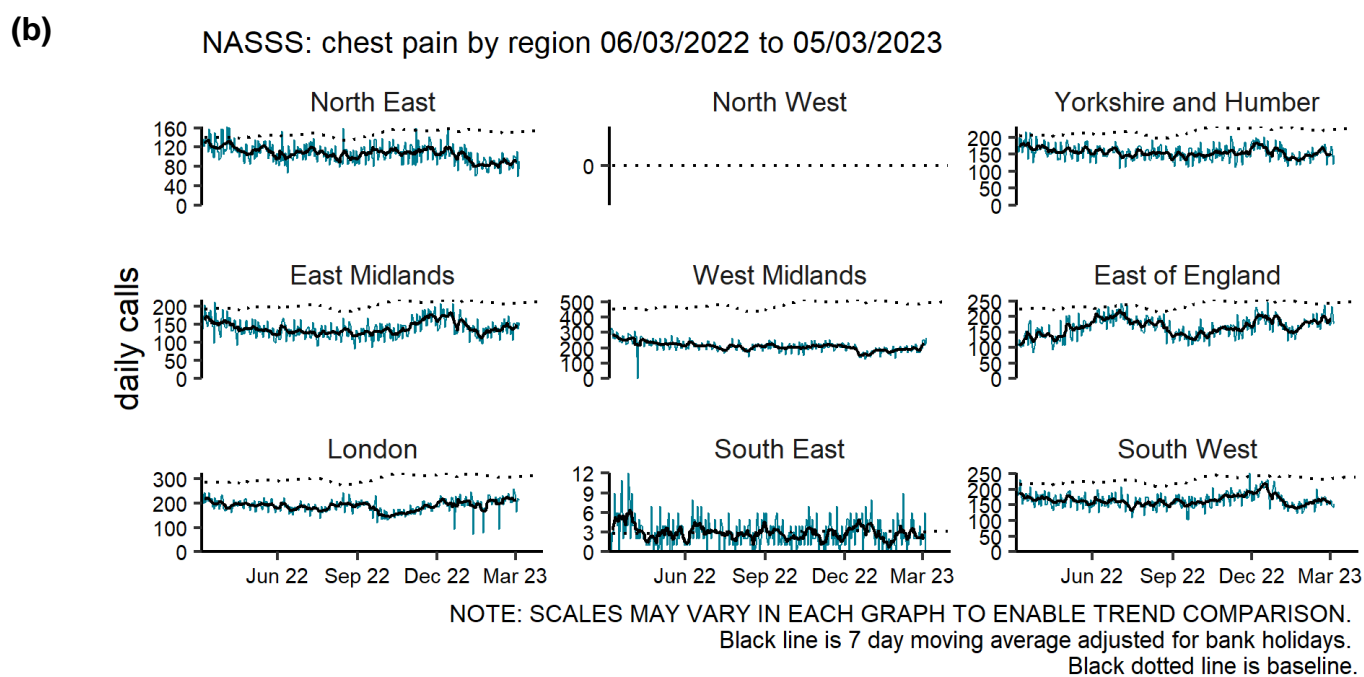 (b)
NASSS: chest pain by region 06/03/2022 to 05/03/2023
daily calls
North East
160
120
80
40
0
North West
0
Yorkshire and Humber
200
150
100
50
0
East Midlands
200
150
100
50
0
West Midlands
500
400
300
200
100
0
East of England
250
200
150
100
50
0
London
300
200
100
0
Jun 22 Sep 22 Dec 22 Mar 23
South East
12
9
6
3
0
Jun 22 Sep 22 Dec 22 Mar 23
South West
250
200
150
100
50
0
Jun 22 Sep 22 Dec 22 Mar 23
NOTE: SCALES MAY VARY IN EACH GRAPH TO ENABLE TREND COMPARISON.
Black line is 7 day moving average adjusted for bank holidays.
Black dotted line is baseline.